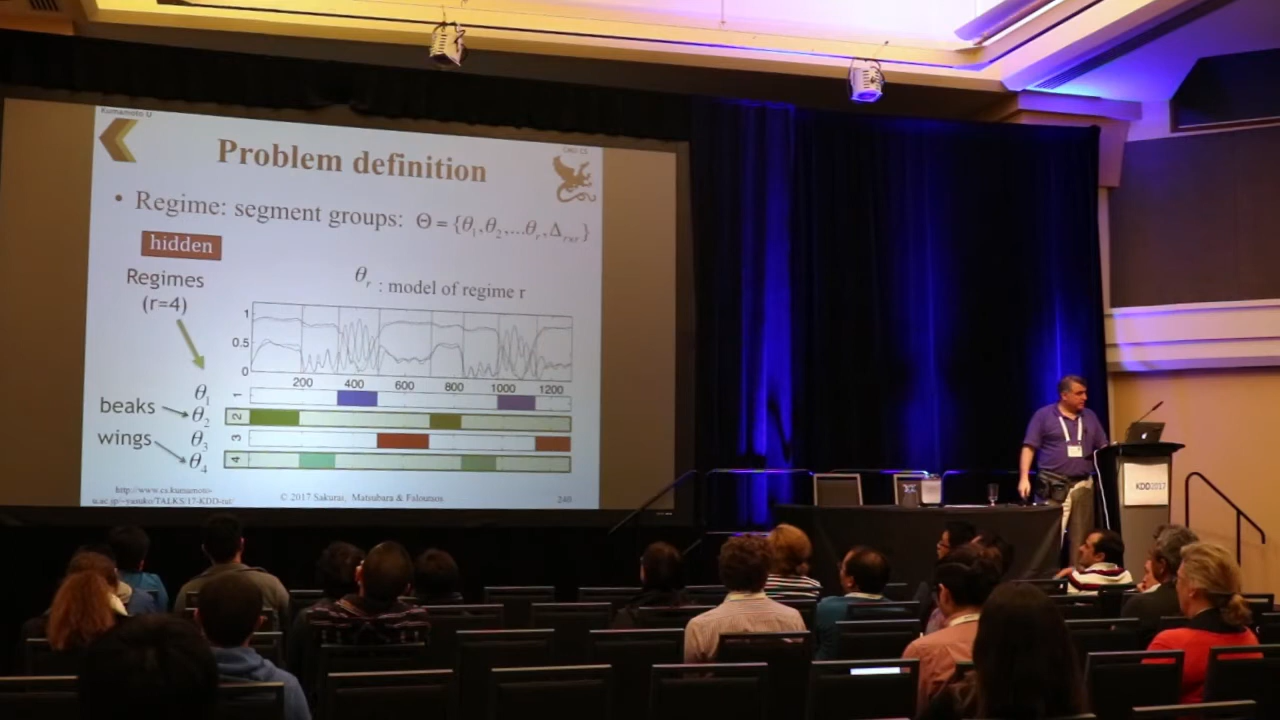 Kumamoto U
CMU CS
Problem definition
• Regime: segment groups: Θ = {θ1,θ2,...θr,Δrxr}
hidden
Regimes
(r=4)
θr : model of regime r
1
0.5
0
200 400 600 800 1000 1200
θ1 1
beaks θ2 2
θ3 3
wings θ4 4
http://www.cs.kumamoto-
u.ac.jp/~yasuko/TALKS/17-KDD-tut/
© 2017 Sakurai, Matsubara & Faloutsos
240
KDD2017